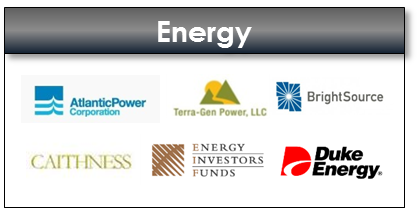 Energy
AtlanticPower
Corporation
Terra-Gen Power, LLC
BrightSource
CAITHNESS
ENERGY
INVESTORS
FUNDS
Duke
Energy®